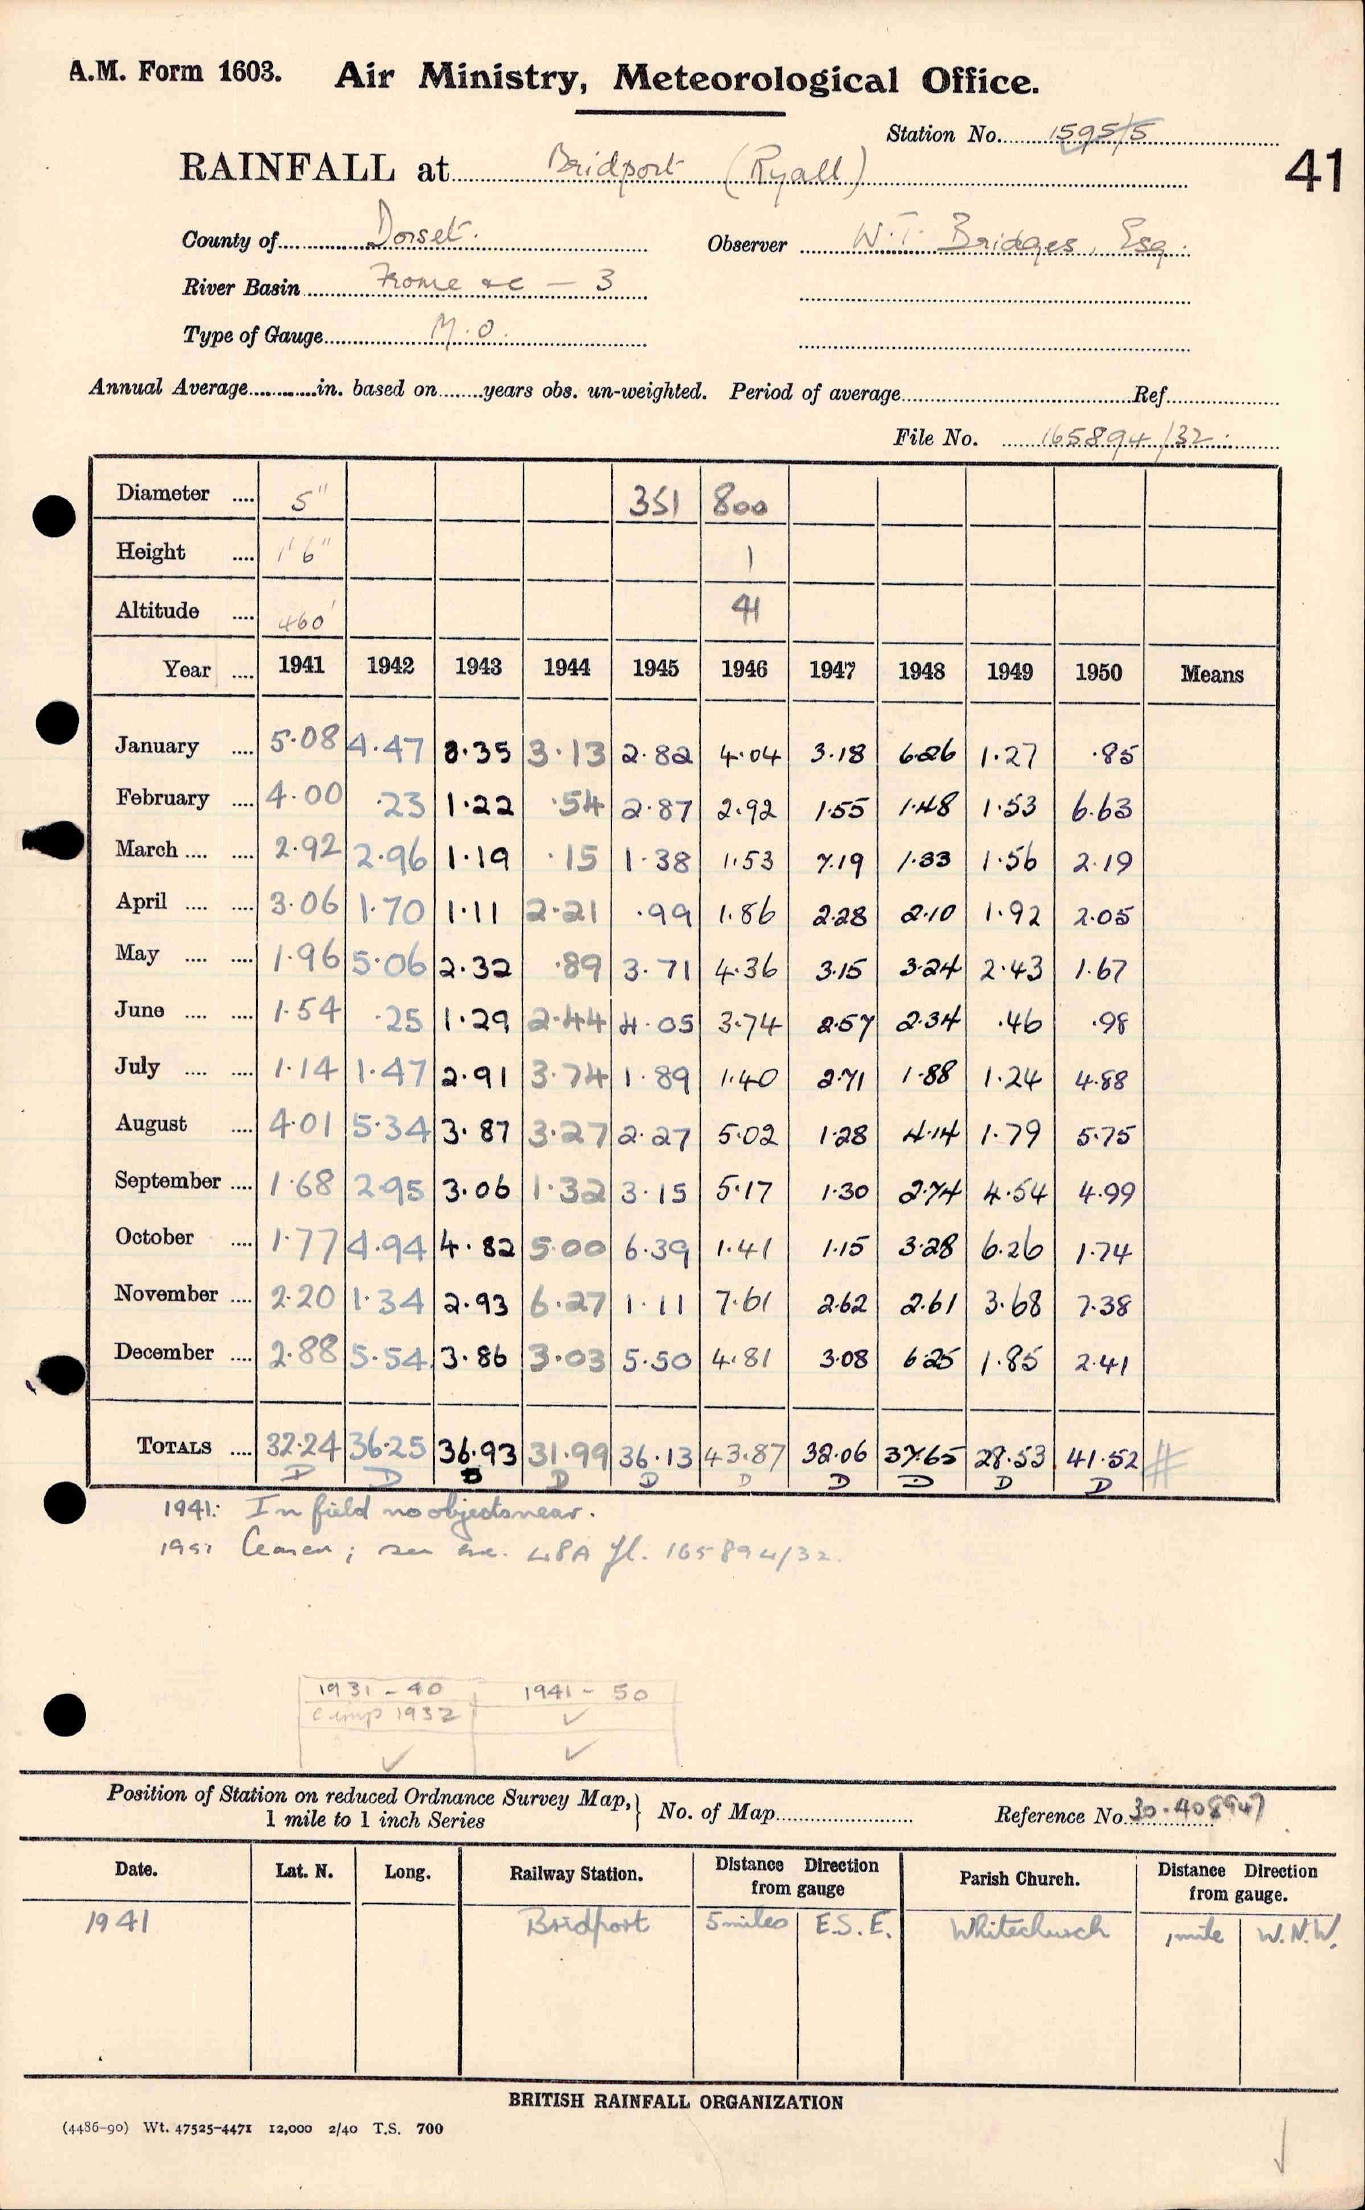 A.M. Form 1603. Air Ministry, Meteorological Office.
Station No. 1595/5
41
RAINFALL at Bridport (Ryall)
County of Dorset. Observer W.T. Bridges, Esq.
River Basin Frome &c — 3
Type of Gauge M.O.
Annual Average in. based on years obs. un-weighted. Period of average Ref
File No. 165894/32
Diameter 5" 351 800
Height 1'6" 1
Altitude 460' 41
Year 1941 1942 1943 1944 1945 1946 1947 1948 1949 1950 Means
January 5.08 4.47 8.35 3.13 2.82 4.04 3.18 6.26 1.27 .85
February 4.00 .23 1.22 .54 2.87 2.92 1.55 1.48 1.53 6.63
March 2.92 2.96 1.19 .15 1.38 1.53 7.19 1.33 1.56 2.19
April 3.06 1.70 1.11 2.21 .99 1.86 2.28 2.10 1.92 2.05
May 1.96 5.06 2.32 .89 3.71 4.36 3.15 3.24 2.43 1.67
June 1.54 .25 1.29 2.44 4.05 3.74 2.57 2.34 .46 .98
July 1.14 1.47 2.91 3.74 1.89 1.40 2.71 1.88 1.24 4.88
August 4.01 5.34 3.87 3.27 2.27 5.02 1.28 4.14 1.79 5.75
September 1.68 2.95 3.06 1.32 3.15 5.17 1.30 2.74 4.54 4.99
October 1.77 4.94 4.82 5.00 6.39 1.41 1.15 3.28 6.26 1.74
November 2.20 1.34 2.93 6.27 1.11 7.61 2.62 2.61 3.68 7.38
December 2.88 5.54 3.86 3.03 5.50 4.81 3.08 6.25 1.85 2.41
TOTALS 32.24 36.25 36.93 31.99 36.13 43.87 32.06 37.65 28.53 41.52 #
D D D D D D D D D D
1941: In field no objects near.
1951 Ceased; see enc. 48A fl. 165894/32.
1931 - 40 1941 - 50
comp 1932 ✓
✓ ✓
Position of Station on reduced Ordnance Survey Map,
1 mile to 1 inch Series } No. of Map Reference No. 30.408947
Date. Lat. N. Long. Railway Station. Distance Direction from gauge Parish Church. Distance Direction from gauge.
1941 Bridport 5 miles E.S.E. Whitechurch 1 mile W.N.W.
BRITISH RAINFALL ORGANIZATION
(4486-90) Wt. 47525-4471 12,000 2/40 T.S. 700